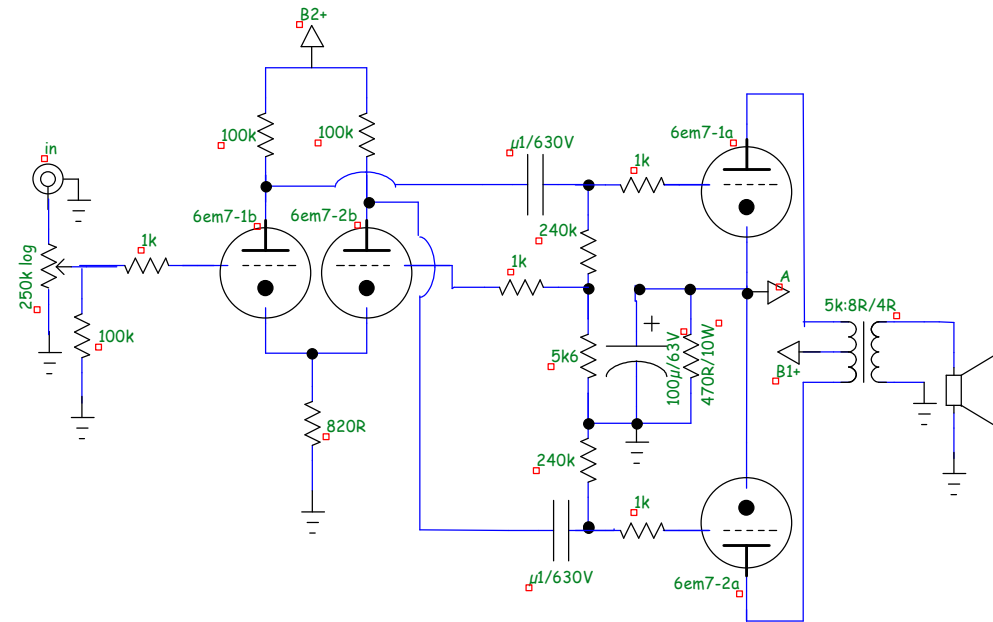 B2+
100k
100k
µ1/630V
6em7-1a
in
1k
6em7-1b
6em7-2b
240k
1k
1k
A
250k log
5k:8R/4R
100k
5k6
100µ/63V
470R/10W
B1+
820R
240k
1k
µ1/630V
6em7-2a